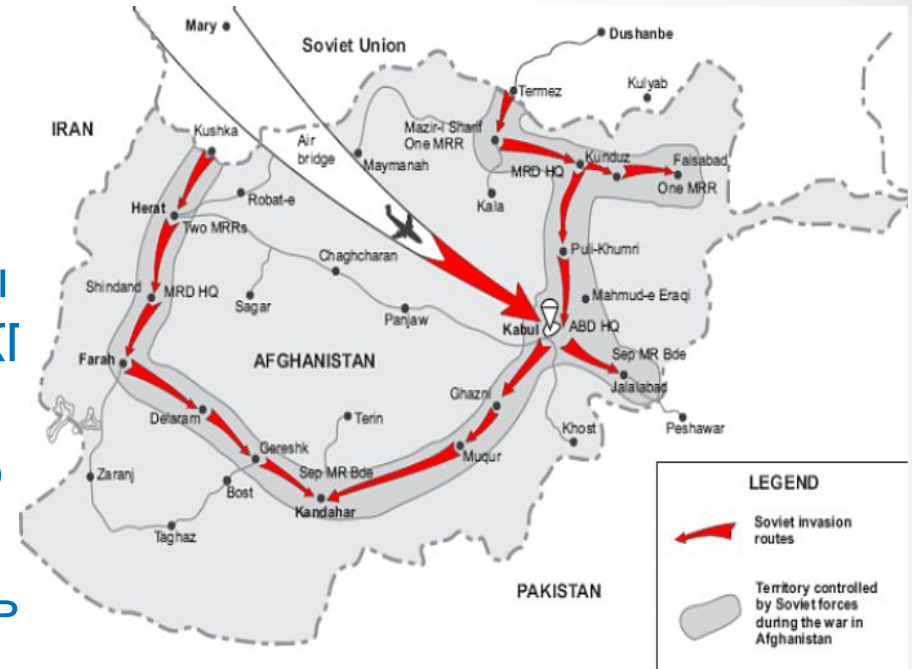 Mary
Soviet Union
Dushanbe
Kulyab
Termez
IRAN
Kushka
Air
bridge
Mazir-i Sharif
One MRR
Maymanah
MRD HQ
Kunduz
Faisabad
One MRR
Robat-e
Kala
Herat
Two MRRs
Puli-Khumri
Chaghcharan
Shindand
MRD HQ
Sagar
Panjaw
Mahmud-e Eraqi
Kabul
ABD HQ
Farah
AFGHANISTAN
Sep MR Bde
Jalalabad
Ghazni
Delaram
Terin
Khost
Peshawar
Gereshk
Muqur
Zaranj
Sep MR Bde
Bost
Kandahar
Taghaz
PAKISTAN
LEGEND
Soviet invasion
routes
Territory controlled
by Soviet forces
during the war in
Afghanistan